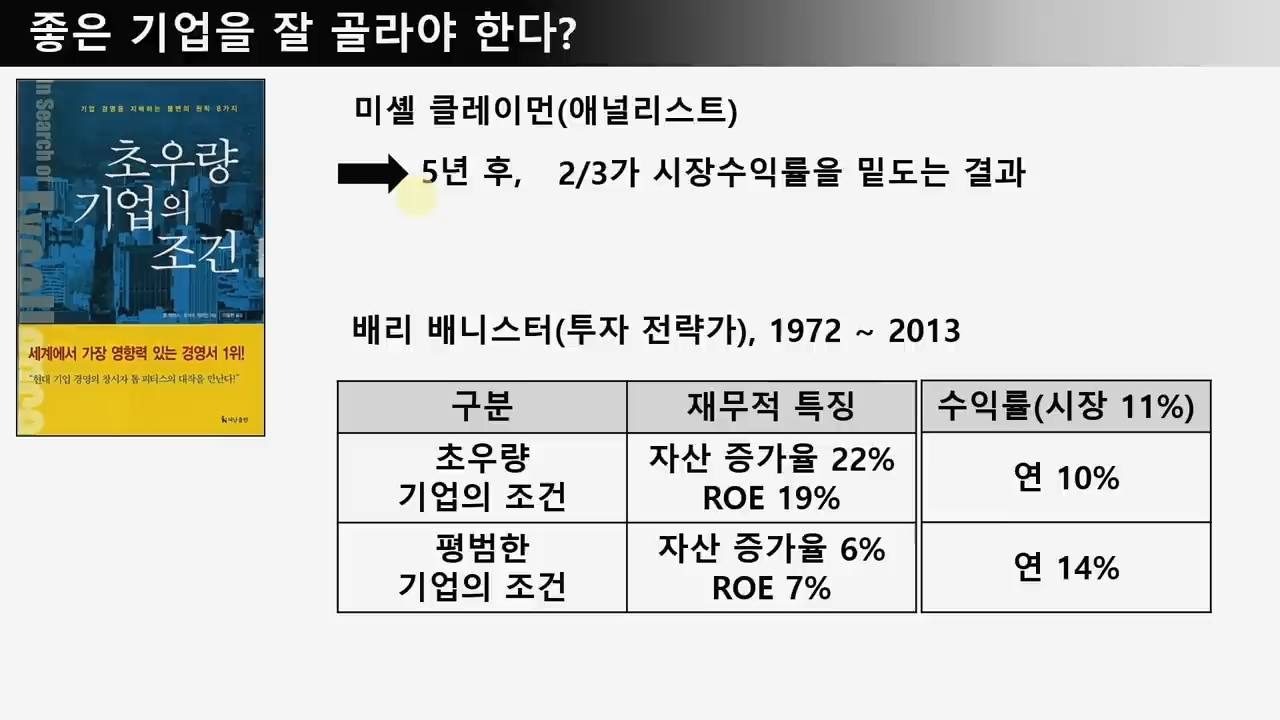 좋은 기업을 잘 골라야 한다?
기업 경영을 지배하는 불변의 원칙 8가지
In Search of
초우량
기업의
조건
세계에서 가장 영향력 있는 경영서 1위!
"현대 기업 경영의 창시자 톰 피터스의 대작을 만난다!"
더난출판
미셸 클레이먼(애널리스트)
5년 후, 2/3가 시장수익률을 밑도는 결과
배리 배니스터(투자 전략가), 1972 ~ 2013
구분 재무적 특징 수익률(시장 11%)
초우량
기업의 조건
자산 증가율 22%
ROE 19%
연 10%
평범한
기업의 조건
자산 증가율 6%
ROE 7%
연 14%